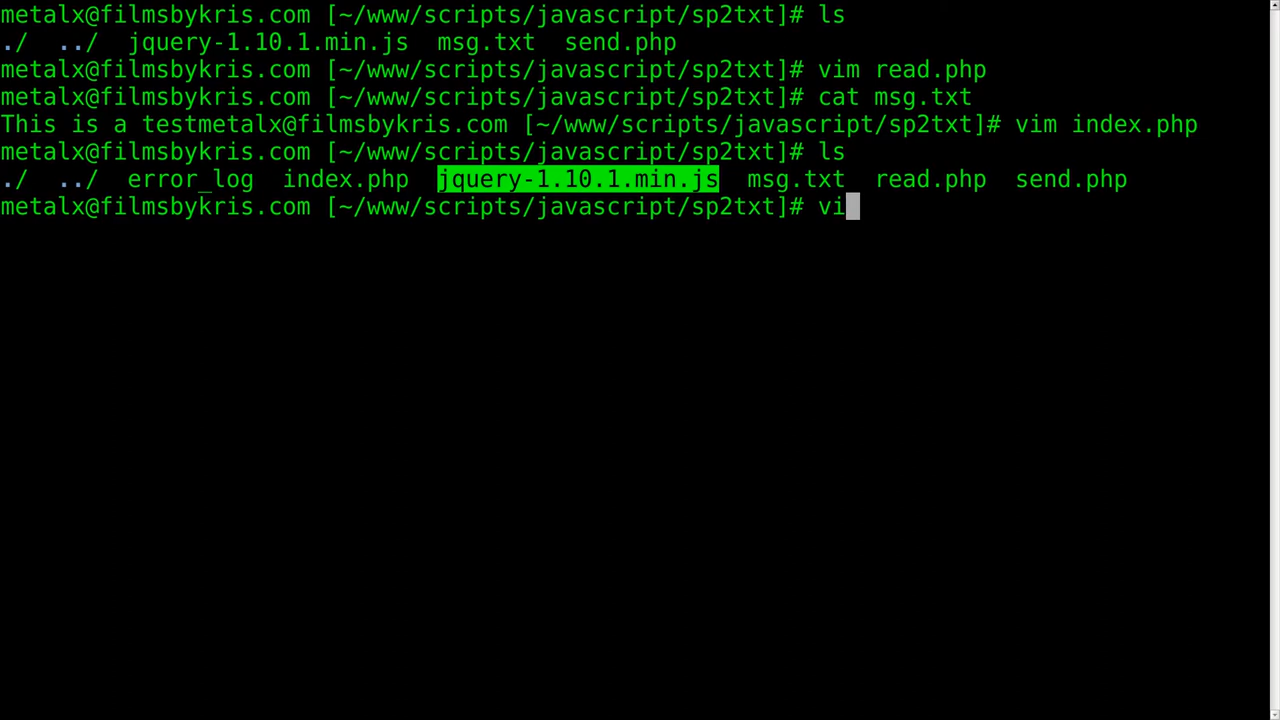 metalx@filmsbykris.com [~/www/scripts/javascript/sp2txt]# ls
./  ../  jquery-1.10.1.min.js  msg.txt  send.php
metalx@filmsbykris.com [~/www/scripts/javascript/sp2txt]# vim read.php
metalx@filmsbykris.com [~/www/scripts/javascript/sp2txt]# cat msg.txt
This is a testmetalx@filmsbykris.com [~/www/scripts/javascript/sp2txt]# vim index.php
metalx@filmsbykris.com [~/www/scripts/javascript/sp2txt]# ls
./  ../  error_log  index.php  jquery-1.10.1.min.js  msg.txt  read.php  send.php
metalx@filmsbykris.com [~/www/scripts/javascript/sp2txt]# vi